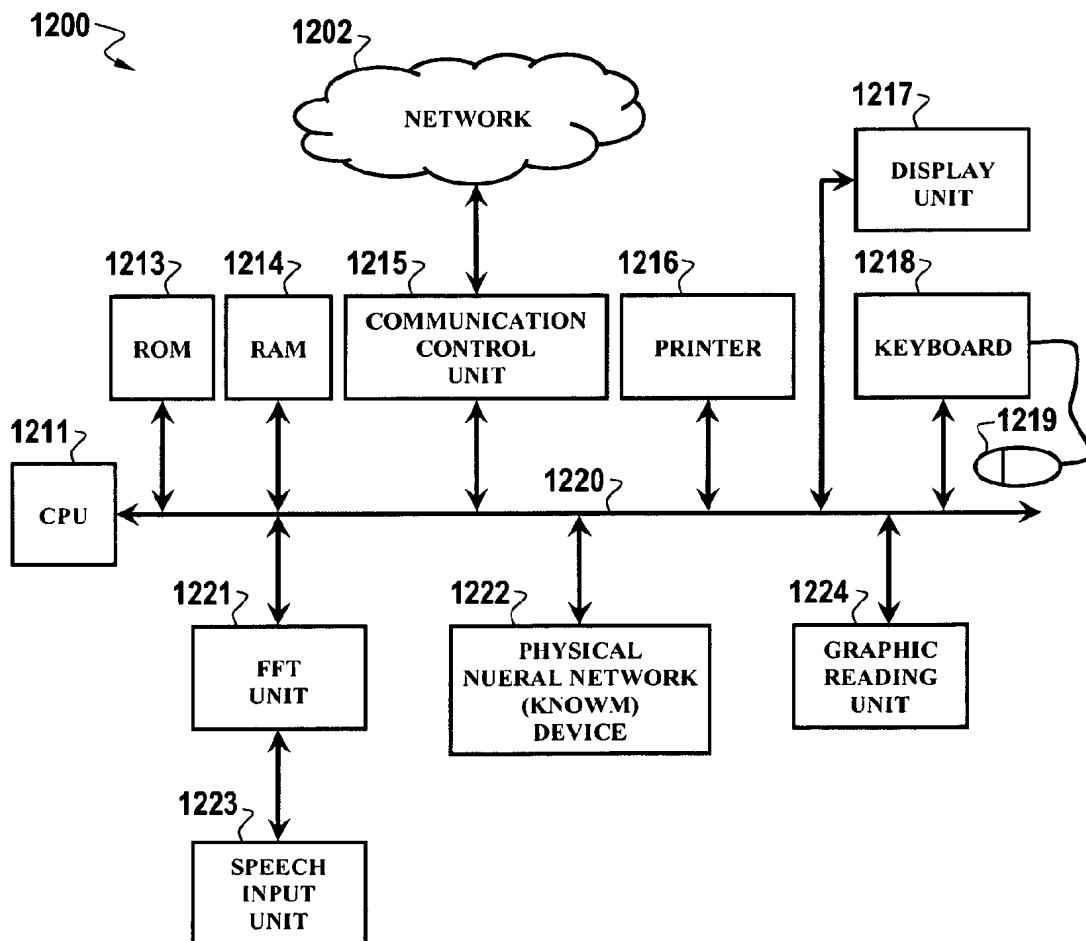 1200
1202
NETWORK
1217
DISPLAY
UNIT
1213
ROM
1214
RAM
1215
COMMUNICATION
CONTROL
UNIT
1216
PRINTER
1218
KEYBOARD
1219
1211
CPU
1220
1221
FFT
UNIT
1222
PHYSICAL
NUERAL NETWORK
(KNOWM)
DEVICE
1224
GRAPHIC
READING
UNIT
1223
SPEECH
INPUT
UNIT